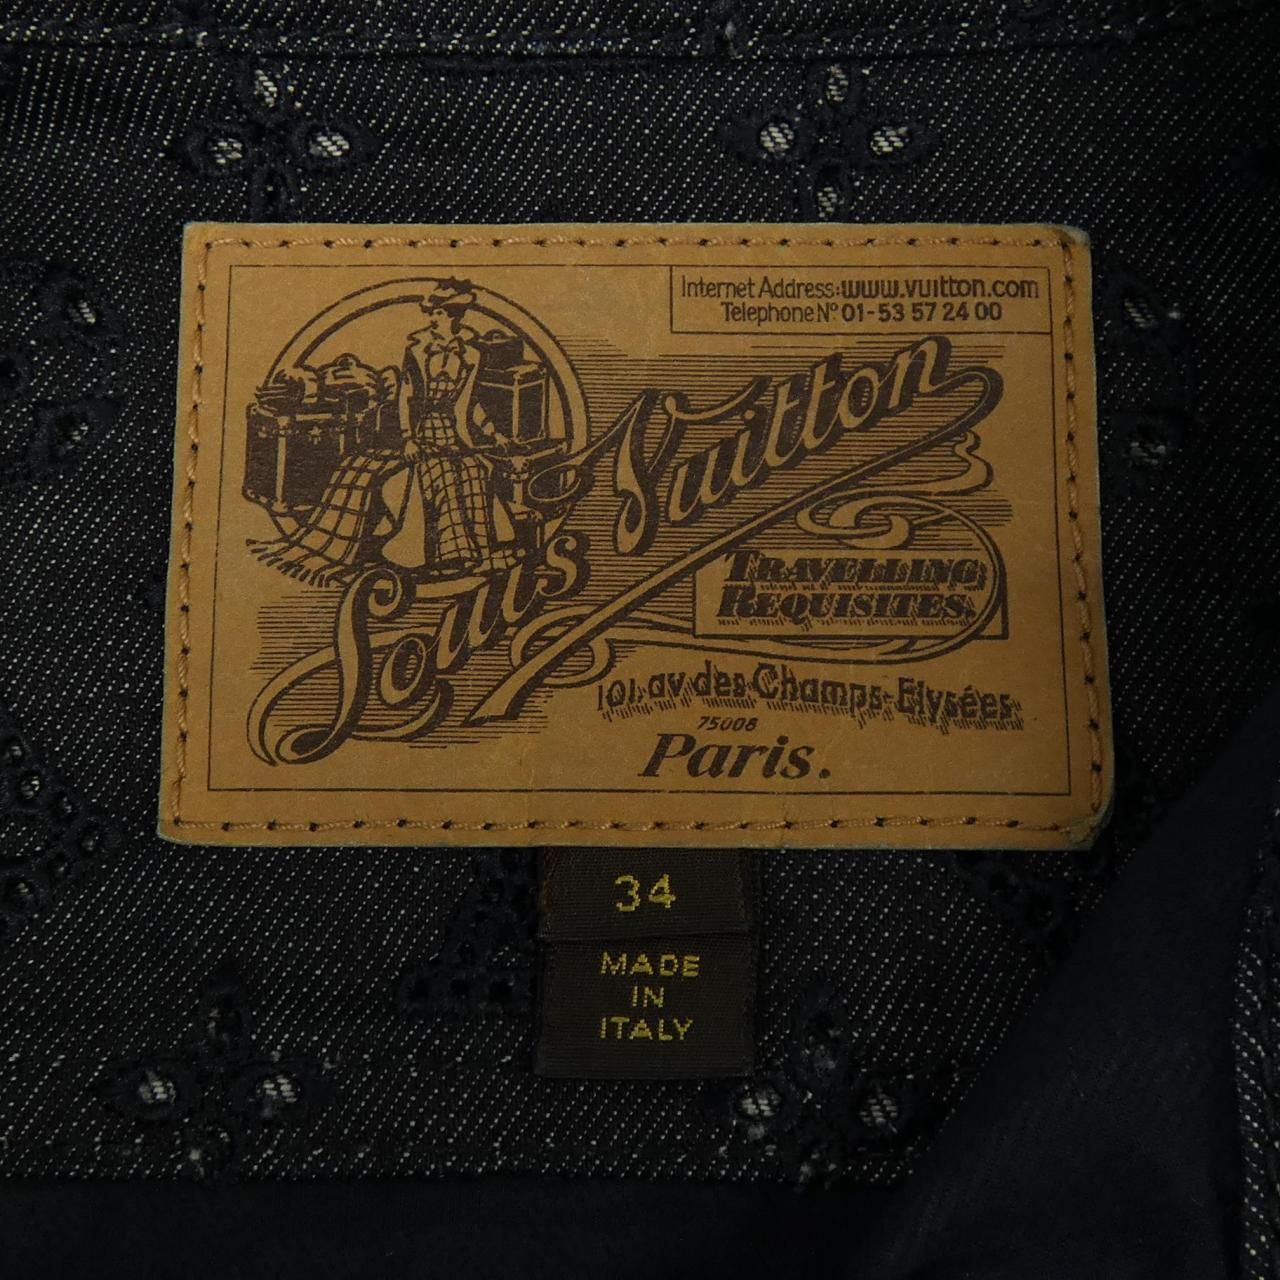 Internet Address: www.vuitton.com
Telephone Nº 01-53 57 24 00
Louis Vuitton
TRAVELLING
REQUISITES.
101, av des Champs-Elysées
75008
Paris.
34
MADE
IN
ITALY